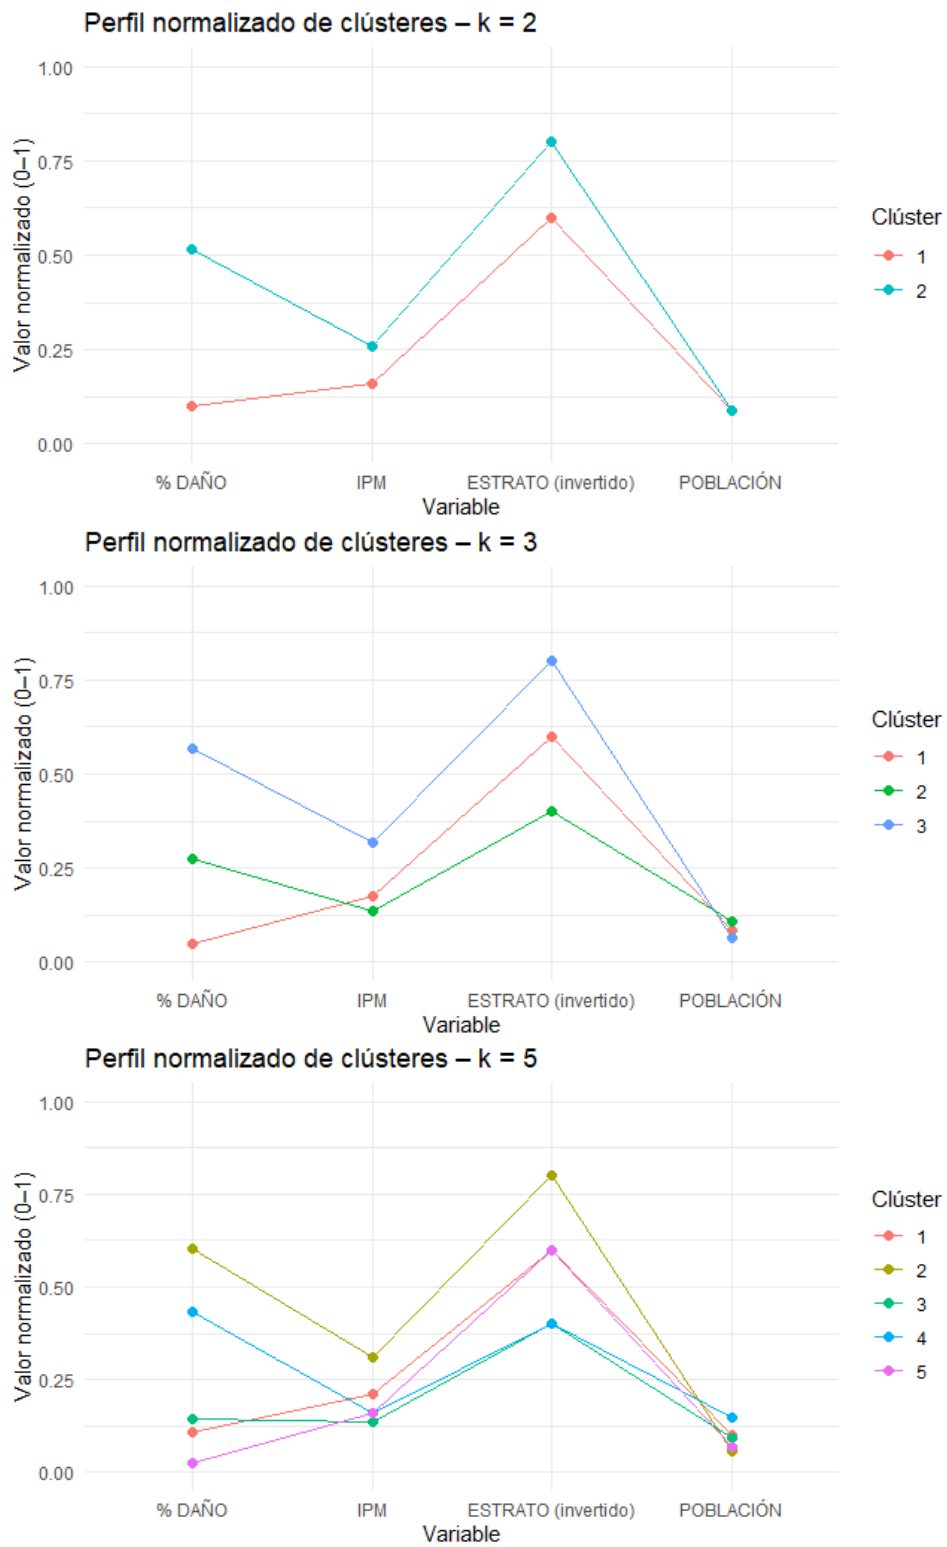 Perfil normalizado de clústeres – k = 2
Valor normalizado (0–1)
1.00
0.75
0.50
0.25
0.00
% DAÑO
IPM
ESTRATO (invertido)
POBLACIÓN
Variable
Clúster
1
2
Perfil normalizado de clústeres – k = 3
Valor normalizado (0–1)
1.00
0.75
0.50
0.25
0.00
% DAÑO
IPM
ESTRATO (invertido)
POBLACIÓN
Variable
Clúster
1
2
3
Perfil normalizado de clústeres – k = 5
Valor normalizado (0–1)
1.00
0.75
0.50
0.25
0.00
% DAÑO
IPM
ESTRATO (invertido)
POBLACIÓN
Variable
Clúster
1
2
3
4
5